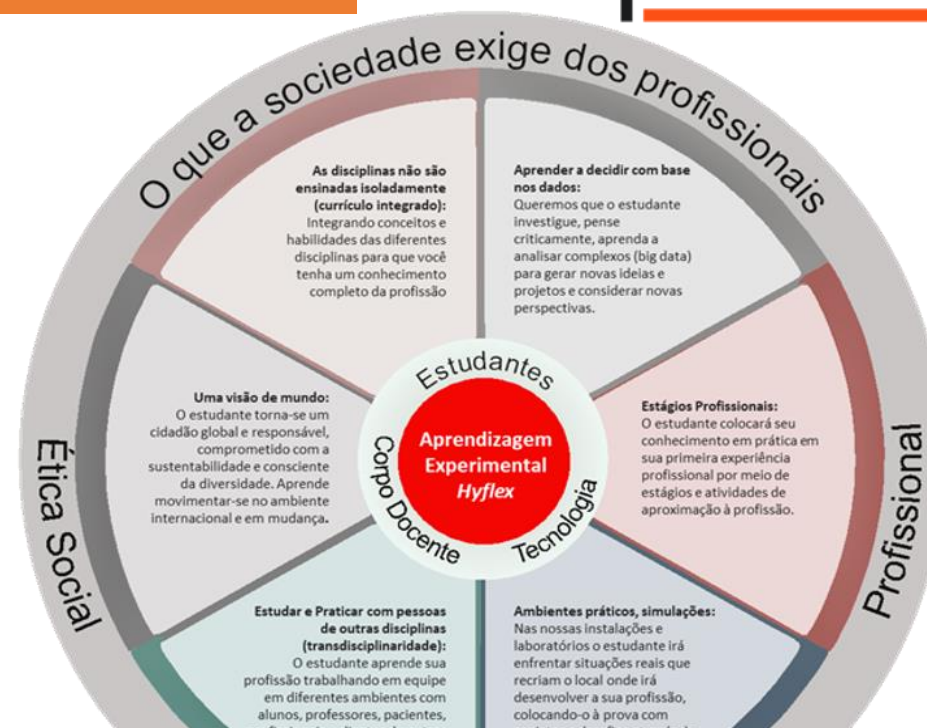 O que a sociedade exige dos profissionais
As disciplinas não são
ensinadas isoladamente
(currículo integrado):
Integrando conceitos e
habilidades das diferentes
disciplinas para que você
tenha um conhecimento
completo da profissão
Aprender a decidir com base
nos dados:
Queremos que o estudante
investigue, pense
criticamente, aprenda a
analisar complexos (big data)
para gerar novas ideias e
projetos e considerar novas
perspectivas.
Uma visão de mundo:
O estudante torna-se um
cidadão global e responsável,
comprometido com a
sustentabilidade e consciente
da diversidade. Aprende
movimentar-se no ambiente
internacional e em mudança.
Estudantes
Aprendizagem
Experimental
Hyflex
Corpo Docente
Tecnologia
Estágios Profissionais:
O estudante colocará seu
conhecimento em prática em
sua primeira experiência
profissional por meio de
estágios e atividades de
aproximação à profissão.
Ética Social
Profissional
Estudar e Praticar com pessoas
de outras disciplinas
(transdisciplinaridade):
O estudante aprende sua
profissão trabalhando em equipe
em diferentes ambientes com
alunos, professores, pacientes,
Ambientes práticos, simulações:
Nas nossas instalações e
laboratórios o estudante irá
enfrentar situações reais que
recriam o local onde irá
desenvolver a sua profissão,
colocando-o à prova com